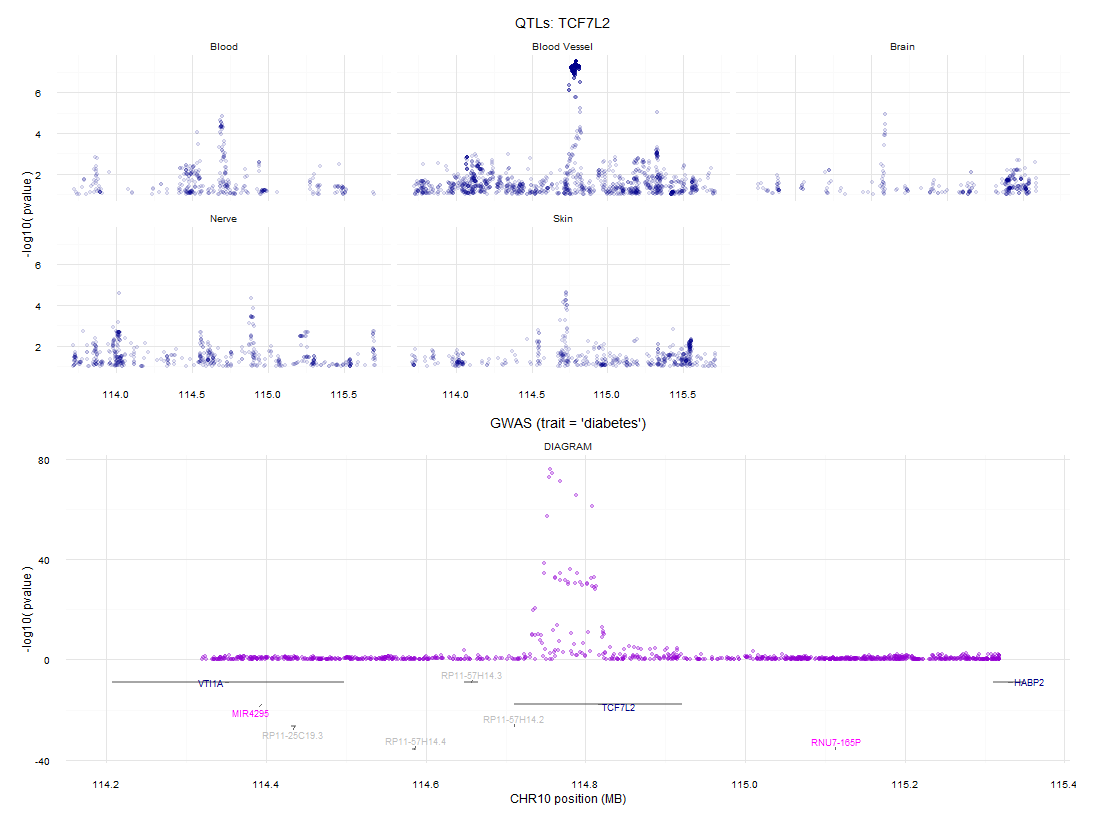 QTLs: TCF7L2
Blood Blood Vessel Brain
6
4
2
Nerve Skin
6
4
2
-log10( pvalue )
114.0 114.5 115.0 115.5 114.0 114.5 115.0 115.5
GWAS (trait = 'diabetes')
DIAGRAM
80
40
0
-40
-log10( pvalue )
RP11-57H14.3
VTI1A HABP2
TCF7L2
MIR4295
RP11-57H14.2
RP11-25C19.3
RP11-57H14.4 RNU7-165P
114.2 114.4 114.6 114.8 115.0 115.2 115.4
CHR10 position (MB)